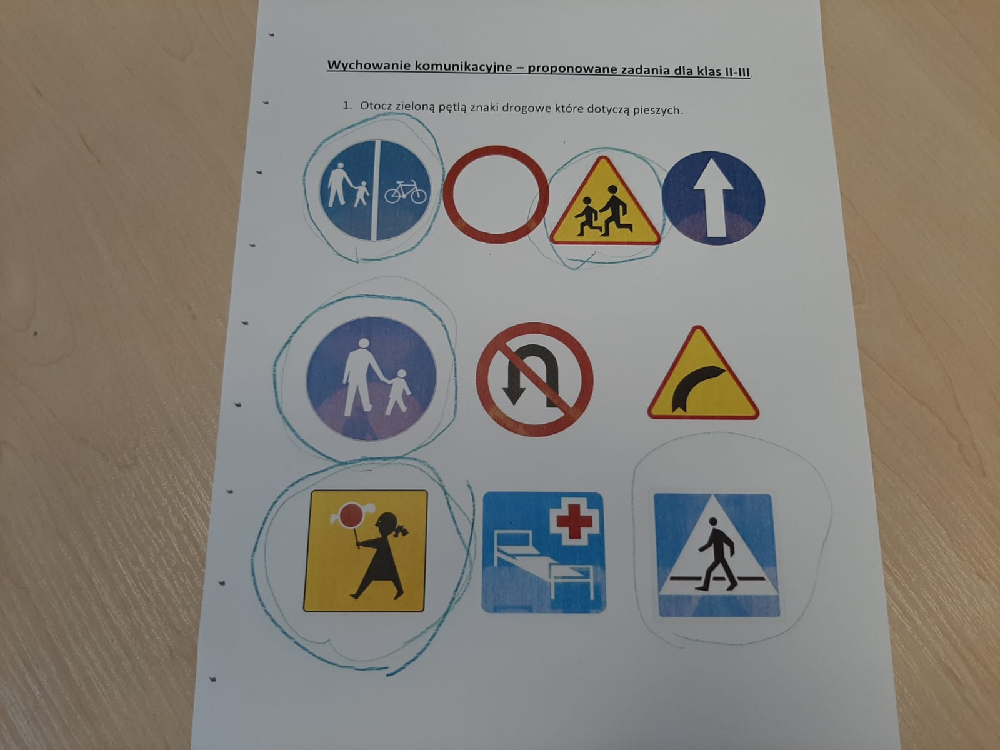 Wychowanie komunikacyjne – proponowane zadania dla klas II-III.
1. Otocz zieloną pętlą znaki drogowe które dotyczą pieszych.